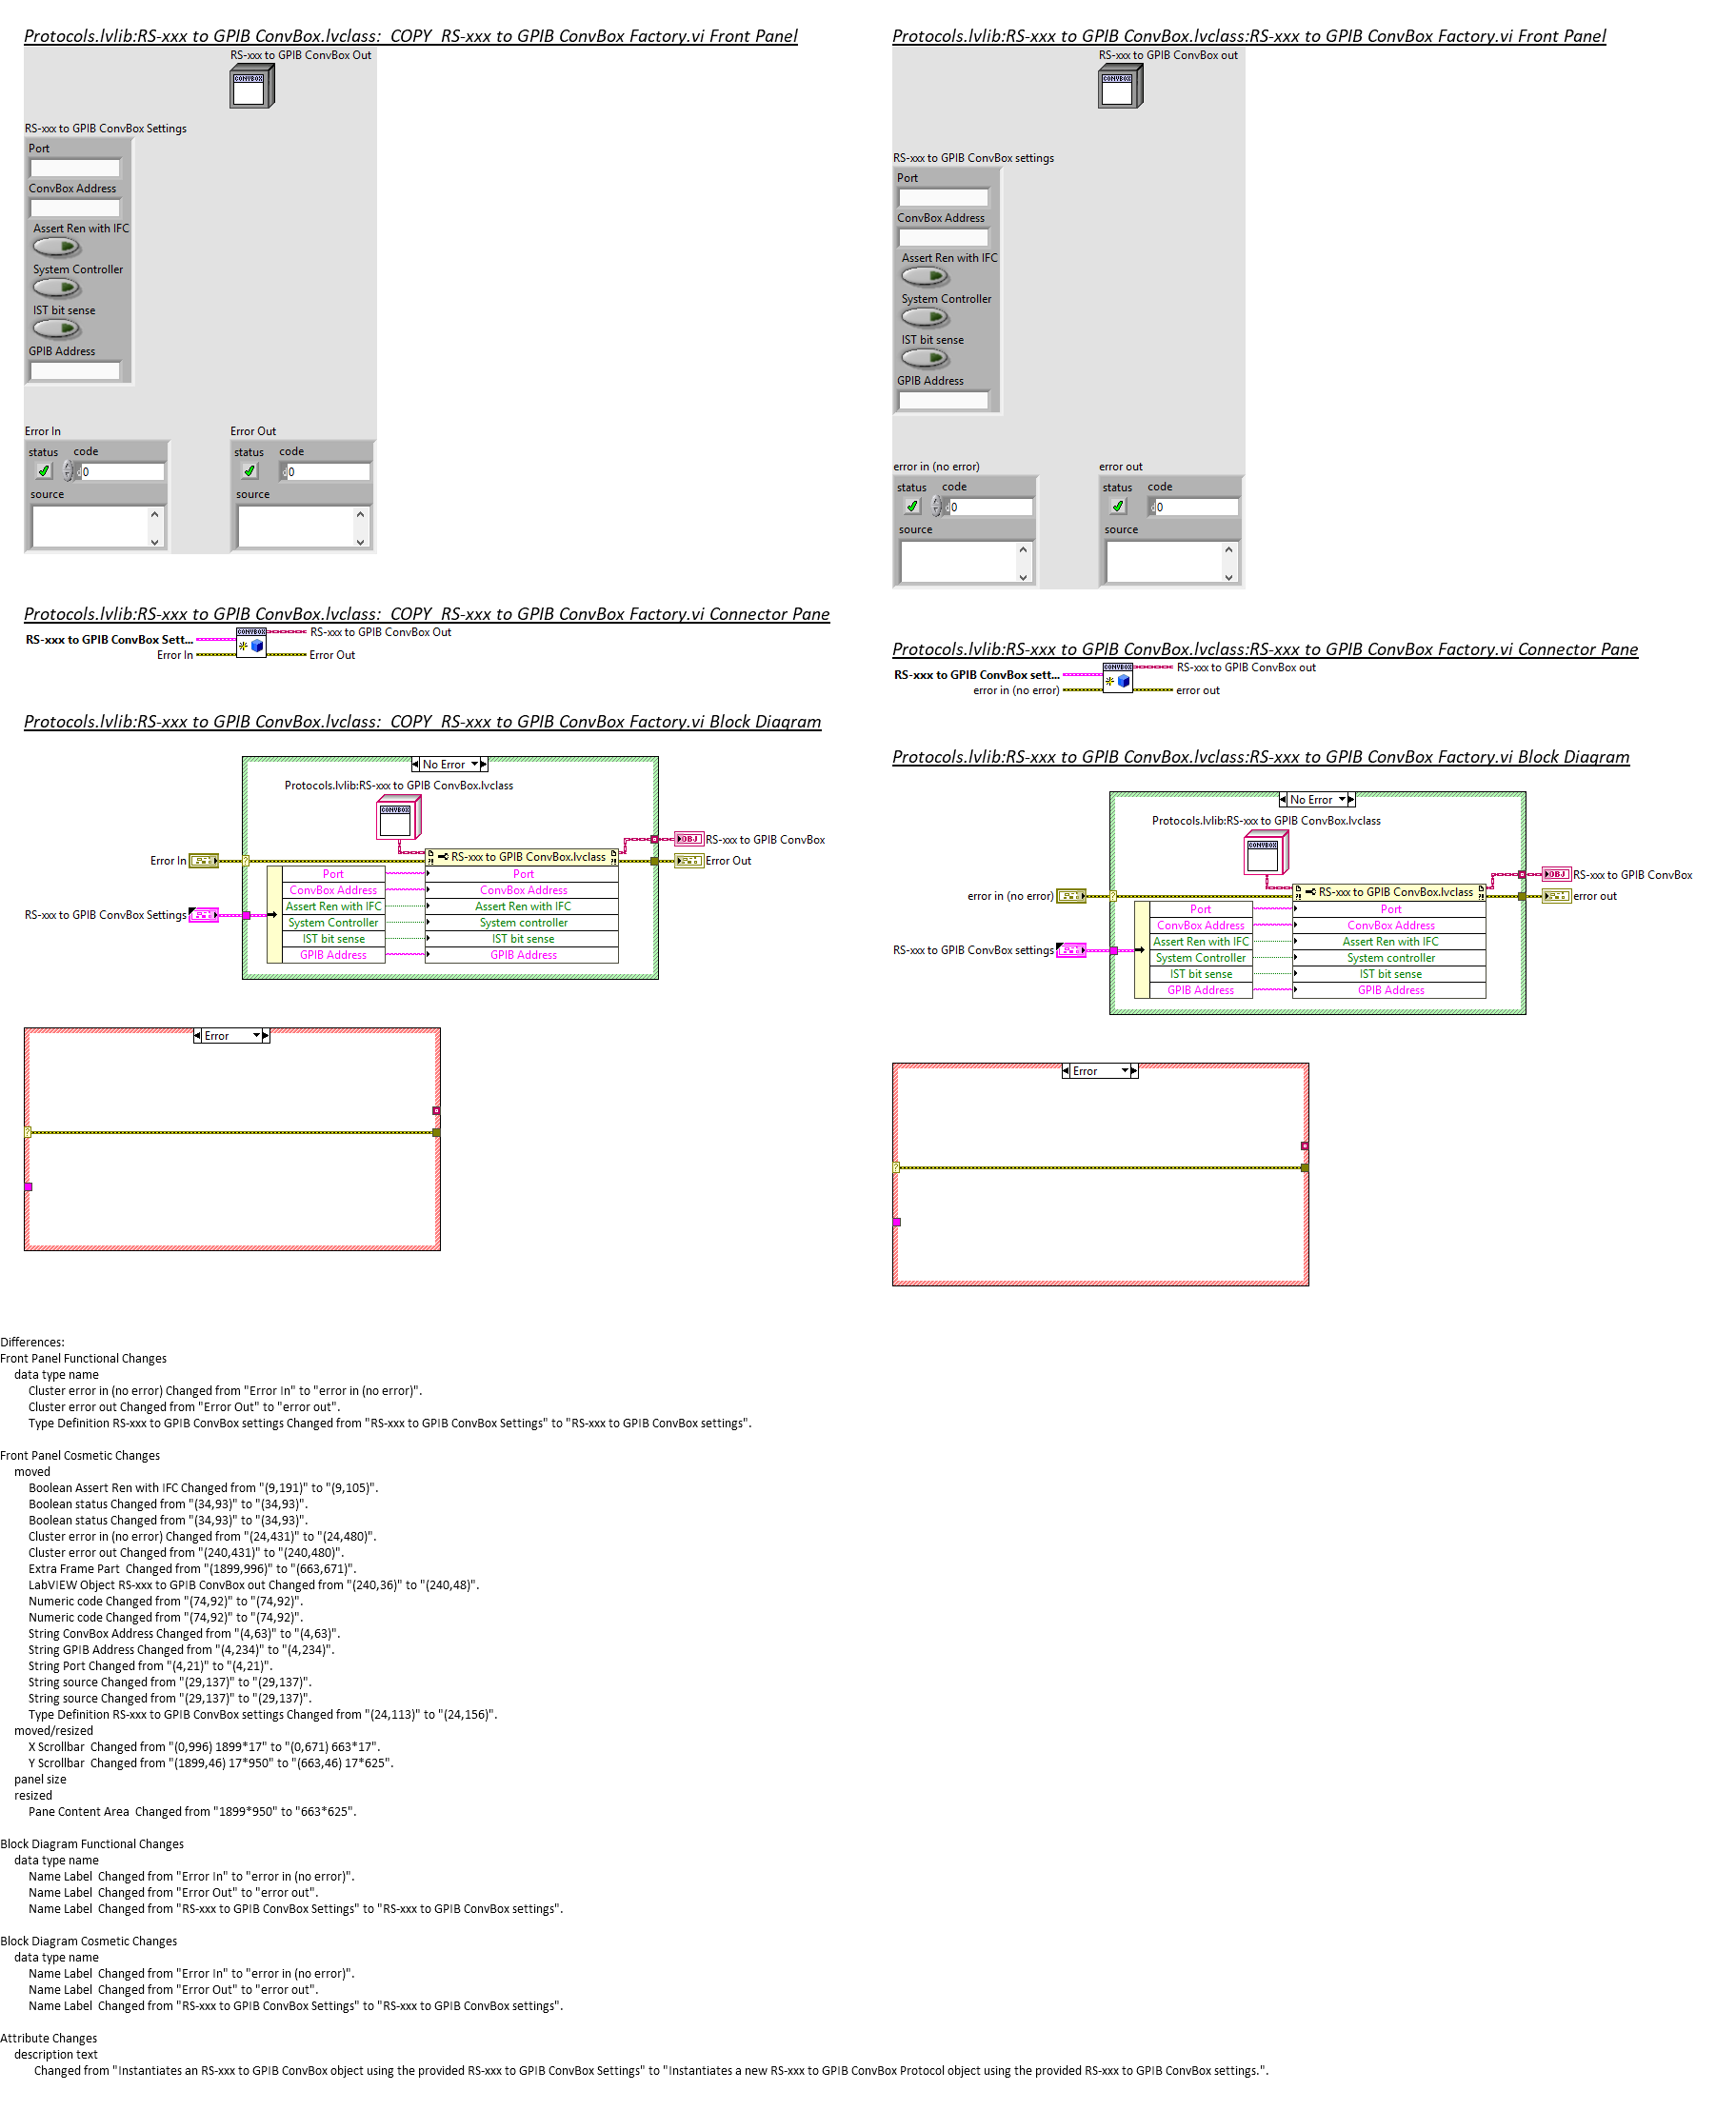 Protocols.lvlib:RS-xxx to GPIB ConvBox.lvclass:  COPY  RS-xxx to GPIB ConvBox Factory.vi Front Panel
RS-xxx to GPIB ConvBox Out
CONVBOX
RS-xxx to GPIB ConvBox Settings
Port
ConvBox Address
Assert Ren with IFC
System Controller
IST bit sense
GPIB Address
Error In
Error Out
status code
0
source
status code
0
source
Protocols.lvlib:RS-xxx to GPIB ConvBox.lvclass:  COPY  RS-xxx to GPIB ConvBox Factory.vi Connector Pane
RS-xxx to GPIB ConvBox Sett...
CONVBOX
RS-xxx to GPIB ConvBox Out
Error In
Error Out
Protocols.lvlib:RS-xxx to GPIB ConvBox.lvclass:  COPY  RS-xxx to GPIB ConvBox Factory.vi Block Diagram
No Error
Protocols.lvlib:RS-xxx to GPIB ConvBox.lvclass
CONVBOX
OBJ
RS-xxx to GPIB ConvBox
Error In
?
RS-xxx to GPIB ConvBox.lvclass
Error Out
Port
Port
ConvBox Address
ConvBox Address
Assert Ren with IFC
Assert Ren with IFC
RS-xxx to GPIB ConvBox Settings
System Controller
System controller
IST bit sense
IST bit sense
GPIB Address
GPIB Address
Error
?
Protocols.lvlib:RS-xxx to GPIB ConvBox.lvclass:RS-xxx to GPIB ConvBox Factory.vi Front Panel
RS-xxx to GPIB ConvBox out
CONVBOX
RS-xxx to GPIB ConvBox settings
Port
ConvBox Address
Assert Ren with IFC
System Controller
IST bit sense
GPIB Address
error in (no error)
error out
status code
0
source
status code
0
source
Protocols.lvlib:RS-xxx to GPIB ConvBox.lvclass:RS-xxx to GPIB ConvBox Factory.vi Connector Pane
RS-xxx to GPIB ConvBox sett...
CONVBOX
RS-xxx to GPIB ConvBox out
error in (no error)
error out
Protocols.lvlib:RS-xxx to GPIB ConvBox.lvclass:RS-xxx to GPIB ConvBox Factory.vi Block Diagram
No Error
Protocols.lvlib:RS-xxx to GPIB ConvBox.lvclass
CONVBOX
OBJ
RS-xxx to GPIB ConvBox
error in (no error)
?
RS-xxx to GPIB ConvBox.lvclass
error out
Port
Port
ConvBox Address
ConvBox Address
Assert Ren with IFC
Assert Ren with IFC
RS-xxx to GPIB ConvBox settings
System Controller
System controller
IST bit sense
IST bit sense
GPIB Address
GPIB Address
Error
?
Differences:
Front Panel Functional Changes
data type name
Cluster error in (no error) Changed from "Error In" to "error in (no error)".
Cluster error out Changed from "Error Out" to "error out".
Type Definition RS-xxx to GPIB ConvBox settings Changed from "RS-xxx to GPIB ConvBox Settings" to "RS-xxx to GPIB ConvBox settings".
Front Panel Cosmetic Changes
moved
Boolean Assert Ren with IFC Changed from "(9,191)" to "(9,105)".
Boolean status Changed from "(34,93)" to "(34,93)".
Boolean status Changed from "(34,93)" to "(34,93)".
Cluster error in (no error) Changed from "(24,431)" to "(24,480)".
Cluster error out Changed from "(240,431)" to "(240,480)".
Extra Frame Part  Changed from "(1899,996)" to "(663,671)".
LabVIEW Object RS-xxx to GPIB ConvBox out Changed from "(240,36)" to "(240,48)".
Numeric code Changed from "(74,92)" to "(74,92)".
Numeric code Changed from "(74,92)" to "(74,92)".
String ConvBox Address Changed from "(4,63)" to "(4,63)".
String GPIB Address Changed from "(4,234)" to "(4,234)".
String Port Changed from "(4,21)" to "(4,21)".
String source Changed from "(29,137)" to "(29,137)".
String source Changed from "(29,137)" to "(29,137)".
Type Definition RS-xxx to GPIB ConvBox settings Changed from "(24,113)" to "(24,156)".
moved/resized
X Scrollbar  Changed from "(0,996) 1899*17" to "(0,671) 663*17".
Y Scrollbar  Changed from "(1899,46) 17*950" to "(663,46) 17*625".
panel size
resized
Pane Content Area  Changed from "1899*950" to "663*625".
Block Diagram Functional Changes
data type name
Name Label  Changed from "Error In" to "error in (no error)".
Name Label  Changed from "Error Out" to "error out".
Name Label  Changed from "RS-xxx to GPIB ConvBox Settings" to "RS-xxx to GPIB ConvBox settings".
Block Diagram Cosmetic Changes
data type name
Name Label  Changed from "Error In" to "error in (no error)".
Name Label  Changed from "Error Out" to "error out".
Name Label  Changed from "RS-xxx to GPIB ConvBox Settings" to "RS-xxx to GPIB ConvBox settings".
Attribute Changes
description text
Changed from "Instantiates an RS-xxx to GPIB ConvBox object using the provided RS-xxx to GPIB ConvBox Settings" to "Instantiates a new RS-xxx to GPIB ConvBox Protocol object using the provided RS-xxx to GPIB ConvBox settings.".